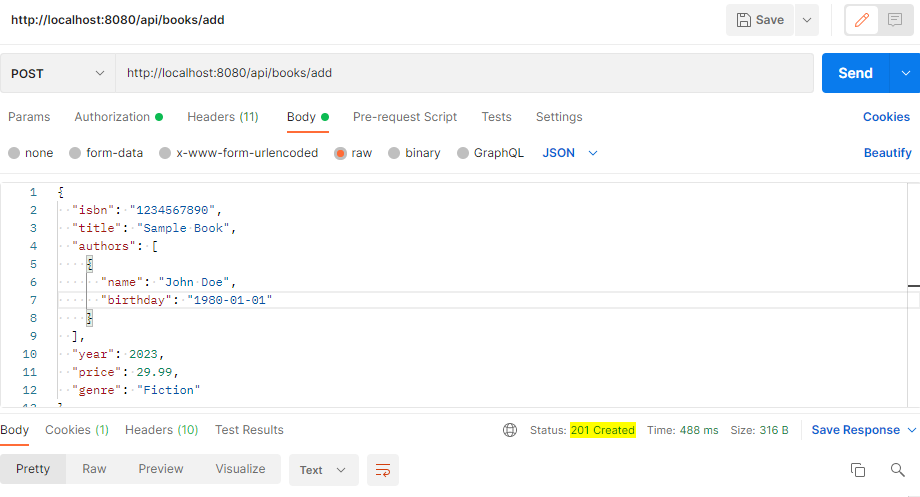 http://localhost:8080/api/books/add Save
POST http://localhost:8080/api/books/add Send
Params Authorization Headers (11) Body Pre-request Script Tests Settings Cookies
none form-data x-www-form-urlencoded raw binary GraphQL JSON Beautify
1 {
2 "isbn": "1234567890",
3 "title": "Sample Book",
4 "authors": [
5 {
6 "name": "John Doe",
7 "birthday": "1980-01-01"
8 }
9 ],
10 "year": 2023,
11 "price": 29.99,
12 "genre": "Fiction"
13 }
Body Cookies (1) Headers (10) Test Results Status: 201 Created Time: 488 ms Size: 316 B Save Response
Pretty Raw Preview Visualize Text